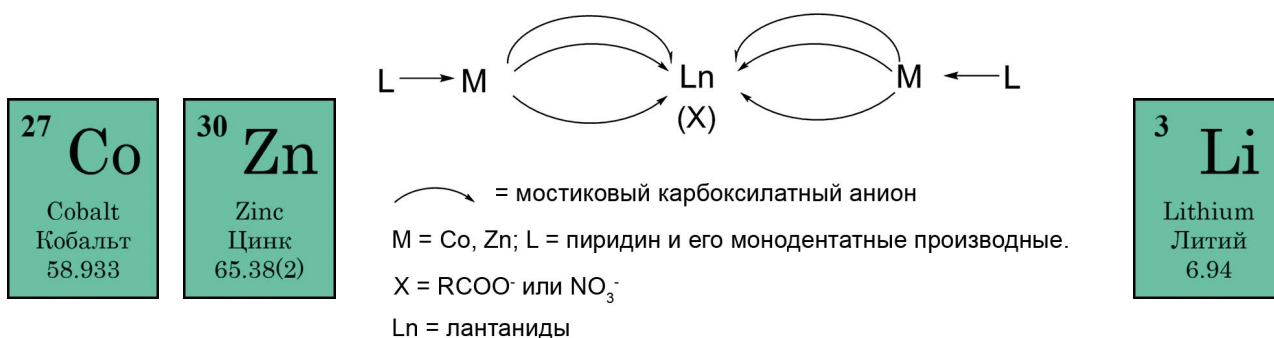 L M Ln M L
(X)
27
Co
Cobalt
Кобальт
58.933
30
Zn
Zinc
Цинк
65.38(2)
= мостиковый карбоксилатный анион
M = Co, Zn; L = пиридин и его монодентатные производные.
X = RCOO⁻ или NO₃⁻
Ln = лантаниды
3
Li
Lithium
Литий
6.94